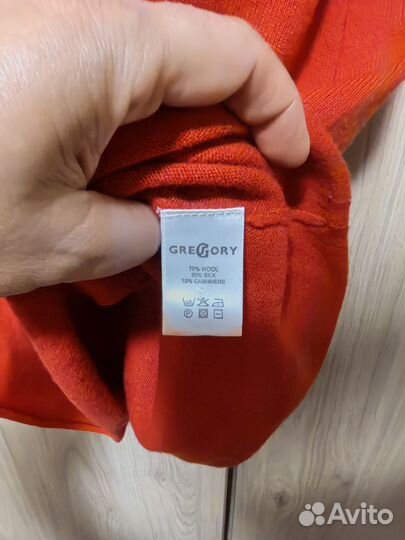 GREGORY
70% WOOL
20% SILK
10% CASHMERE
P
Avito